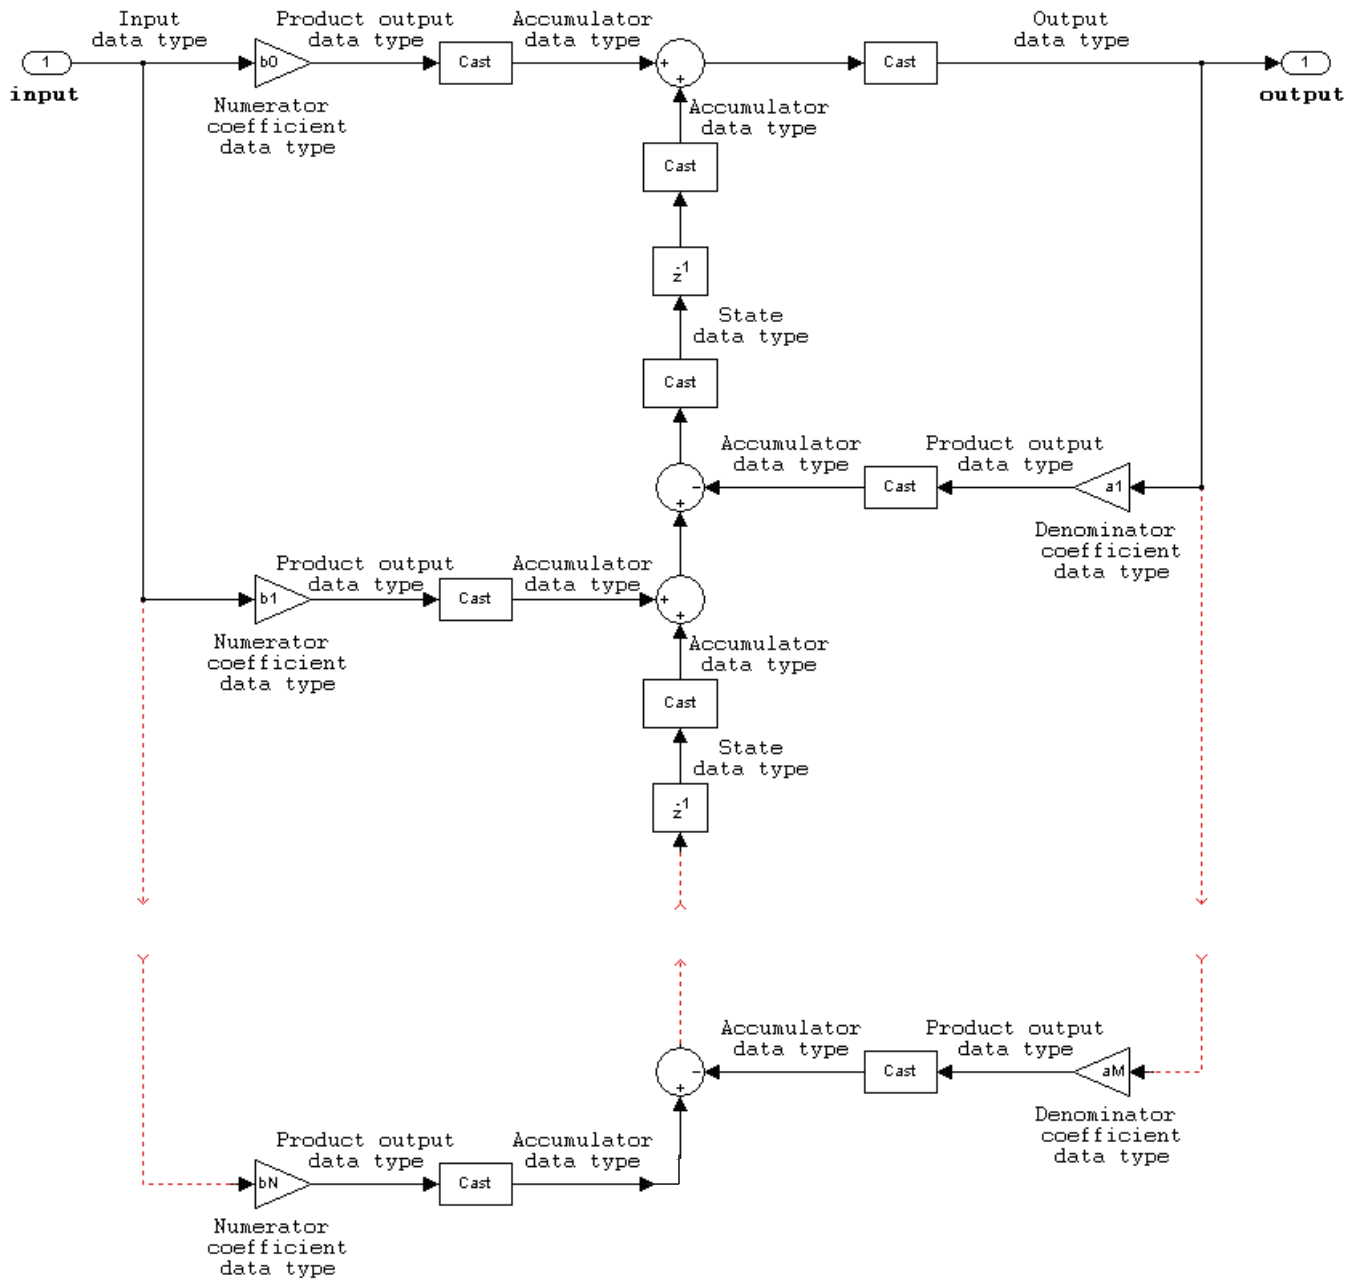 Input
data type
Product output
data type
Accumulator
data type
Output
data type
1
b0
Cast
+
+
Cast
1
input
output
Numerator
coefficient
data type
Accumulator
data type
Cast
z-1
State
data type
Cast
Accumulator
data type
Product output
data type
-
+
Cast
a1
Denominator
coefficient
data type
Product output
data type
Accumulator
data type
b1
Cast
+
+
Numerator
coefficient
data type
Accumulator
data type
Cast
State
data type
z-1
Accumulator
data type
Product output
data type
-
+
Cast
aM
Denominator
coefficient
data type
Product output
data type
Accumulator
data type
bN
Cast
Numerator
coefficient
data type